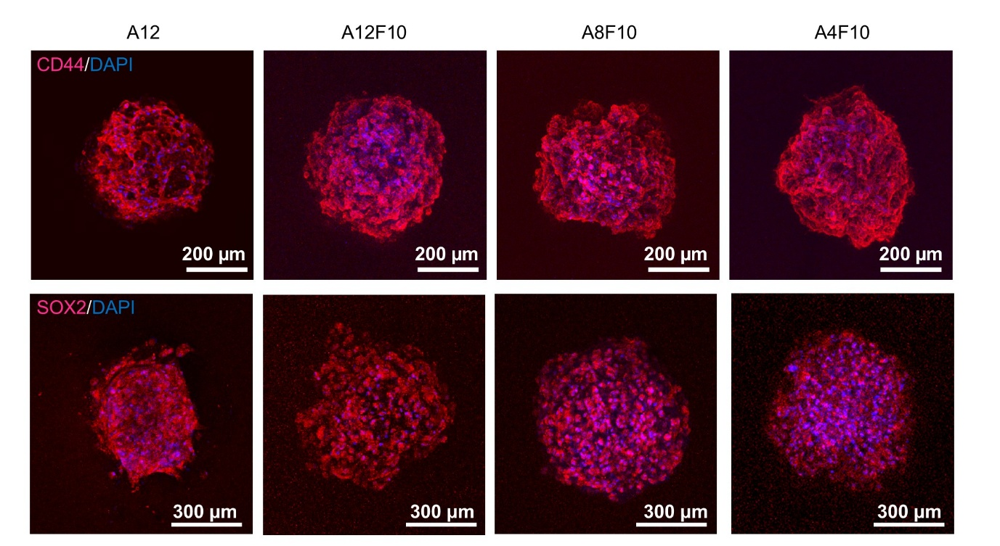 A12 A12F10 A8F10 A4F10
CD44/DAPI
200 µm 200 µm 200 µm 200 µm
SOX2/DAPI
300 µm 300 µm 300 µm 300 µm